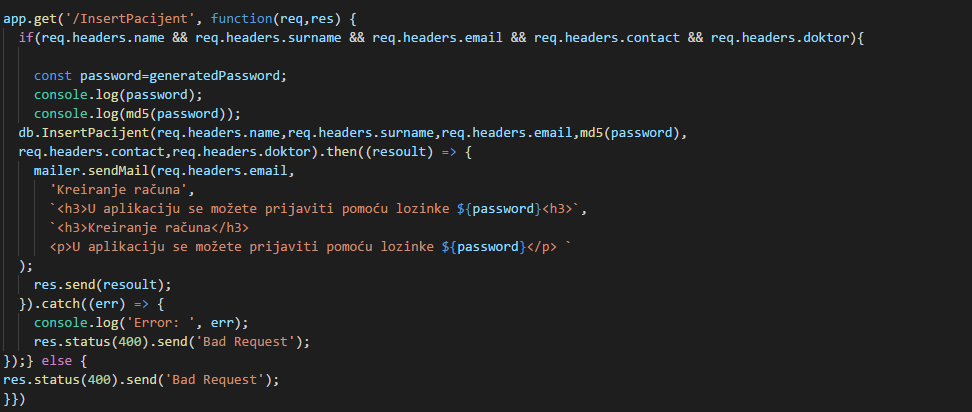 app.get('/InsertPacijent', function(req,res) {
if(req.headers.name && req.headers.surname && req.headers.email && req.headers.contact && req.headers.doktor){
const password=generatedPassword;
console.log(password);
console.log(md5(password));
db.InsertPacijent(req.headers.name,req.headers.surname,req.headers.email,md5(password),
req.headers.contact,req.headers.doktor).then((resoult) => {
mailer.sendMail(req.headers.email,
'Kreiranje računa',
`<h3>U aplikaciju se možete prijaviti pomoću lozinke ${password}<h3>`,
`<h3>Kreiranje računa</h3>
<p>U aplikaciju se možete prijaviti pomoću lozinke ${password}</p> `
);
res.send(resoult);
}).catch((err) => {
console.log('Error: ', err);
res.status(400).send('Bad Request');
});} else {
res.status(400).send('Bad Request');
}})